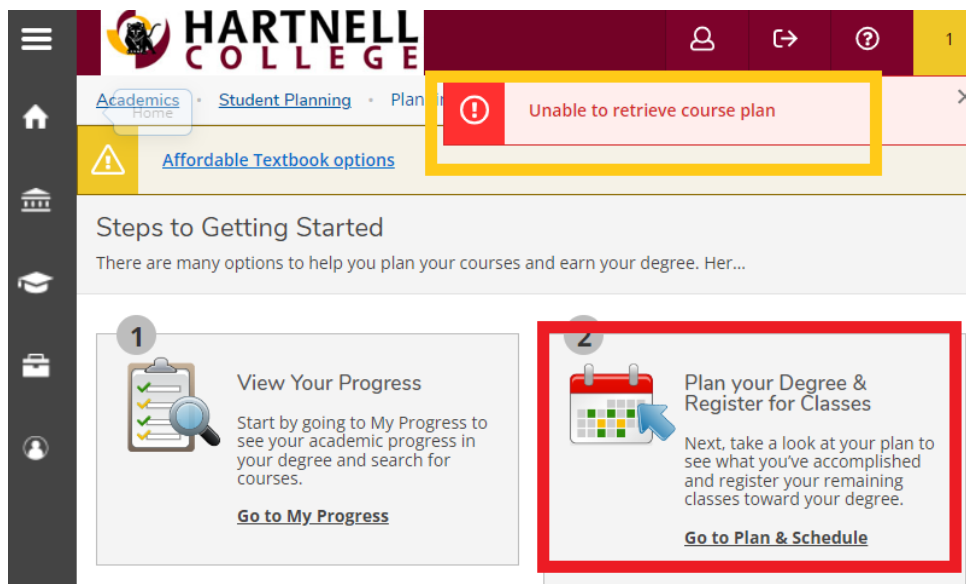 HARTNELL
COLLEGE
1
Academics · Student Planning ·
Home
Unable to retrieve course plan
Affordable Textbook options
Steps to Getting Started
There are many options to help you plan your courses and earn your degree. Her...
1
View Your Progress
Start by going to My Progress to
see your academic progress in
your degree and search for
courses.
Go to My Progress
2
Plan your Degree &
Register for Classes
Next, take a look at your plan to
see what you've accomplished
and register your remaining
classes toward your degree.
Go to Plan & Schedule